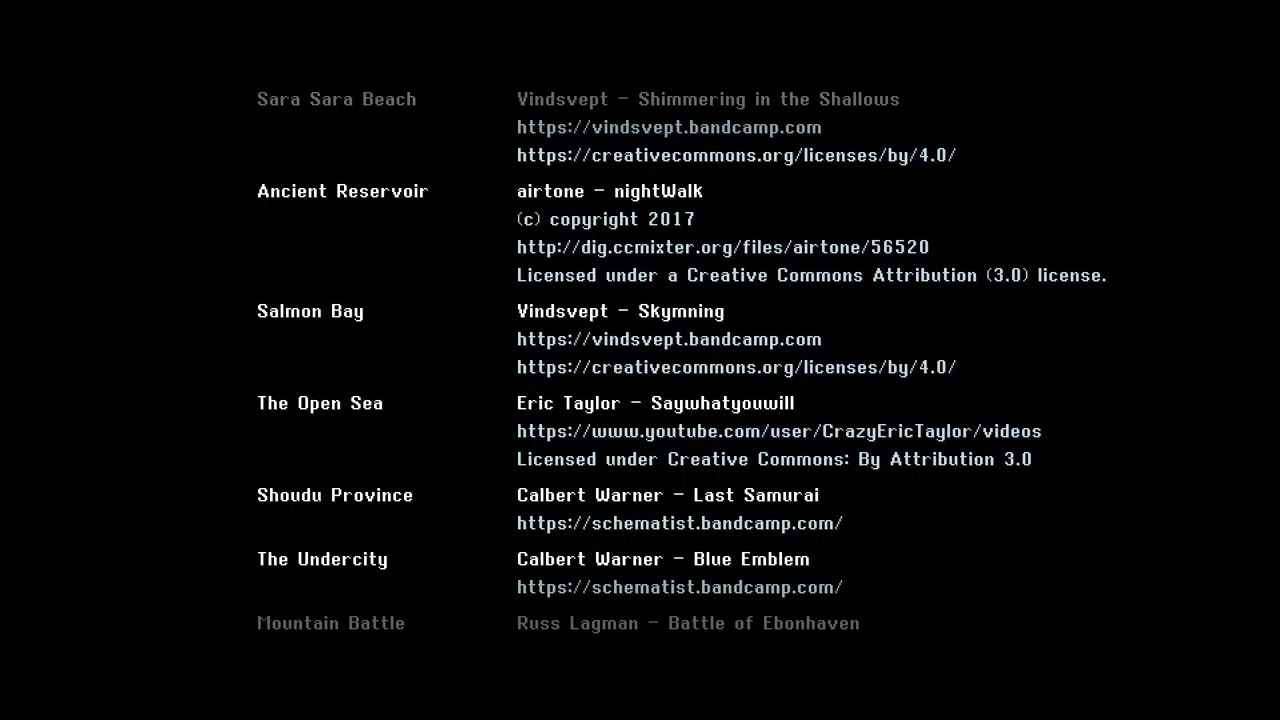 Sara Sara Beach Vindsvept - Shimmering in the Shallows
https://vindsvept.bandcamp.com
https://creativecommons.org/licenses/by/4.0/
Ancient Reservoir airtone - nightWalk
(c) copyright 2017
http://dig.ccmixter.org/files/airtone/56520
Licensed under a Creative Commons Attribution (3.0) license.
Salmon Bay Vindsvept - Skymning
https://vindsvept.bandcamp.com
https://creativecommons.org/licenses/by/4.0/
The Open Sea Eric Taylor - Saywhatyouwill
https://www.youtube.com/user/CrazyEricTaylor/videos
Licensed under Creative Commons: By Attribution 3.0
Shoudu Province Calbert Warner - Last Samurai
https://schematist.bandcamp.com/
The Undercity Calbert Warner - Blue Emblem
https://schematist.bandcamp.com/
Mountain Battle Russ Lagman - Battle of Ebonhaven